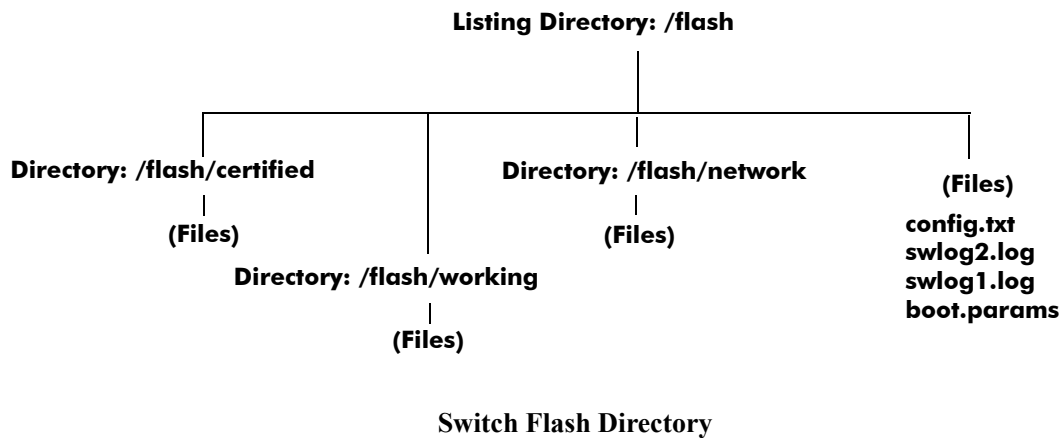 Listing Directory: /flash
Directory: /flash/certified
(Files)
Directory: /flash/working
(Files)
Directory: /flash/network
(Files)
(Files)
config.txt
swlog2.log
swlog1.log
boot.params
Switch Flash Directory